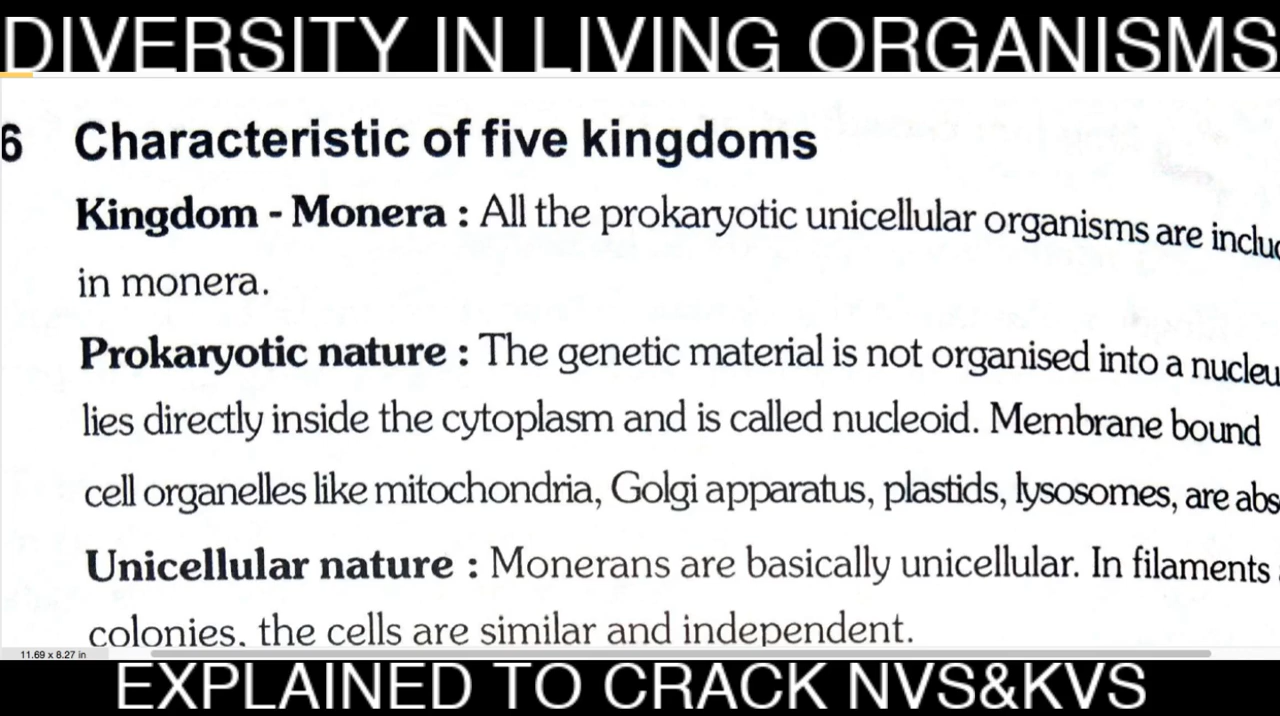 DIVERSITY IN LIVING ORGANISMS
6 Characteristic of five kingdoms
Kingdom - Monera : All the prokaryotic unicellular organisms are
in monera.
Prokaryotic nature : The genetic material is not organised into a
lies directly inside the cytoplasm and is called nucleoid. Membrane bound
cell organelles like mitochondria, Golgi apparatus, plastids, lysosomes, are
Unicellular nature : Monerans are basically unicellular. In filaments
colonies, the cells are similar and independent.
11.69 x 8.27 in
EXPLAINED TO CRACK NVS&KVS